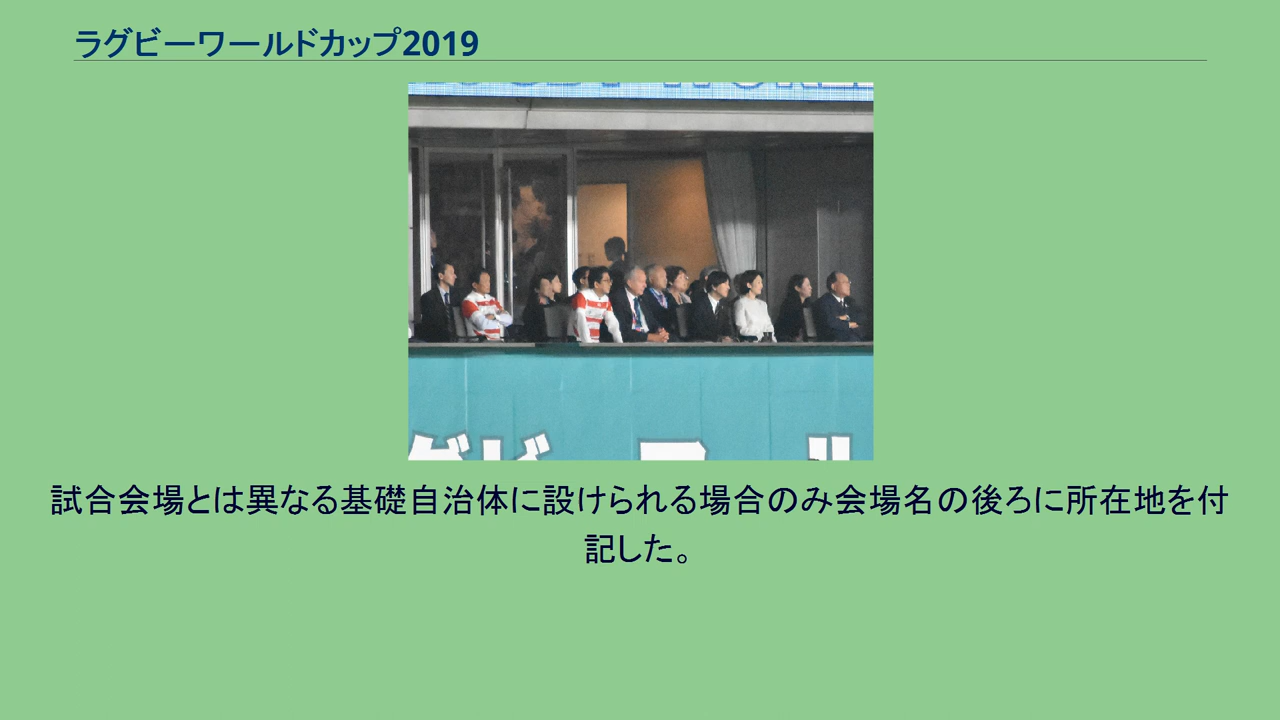 ラグビーワールドカップ2019
試合会場とは異なる基礎自治体に設けられる場合のみ会場名の後ろに所在地を付
記した。